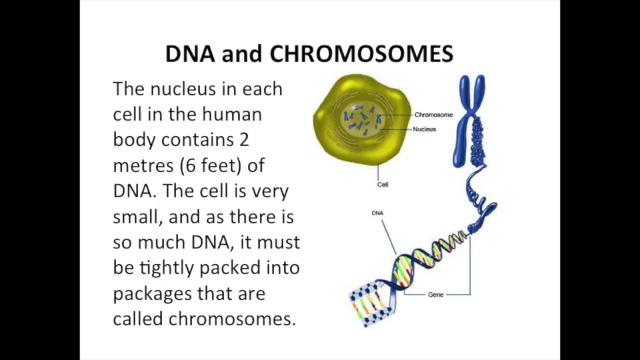 DNA and CHROMOSOMES
The nucleus in each
cell in the human
body contains 2
metres (6 feet) of
DNA. The cell is very
small, and as there is
so much DNA, it must
be tightly packed into
packages that are
called chromosomes.
Chromosome
Nucleus
Cell
DNA
Gene